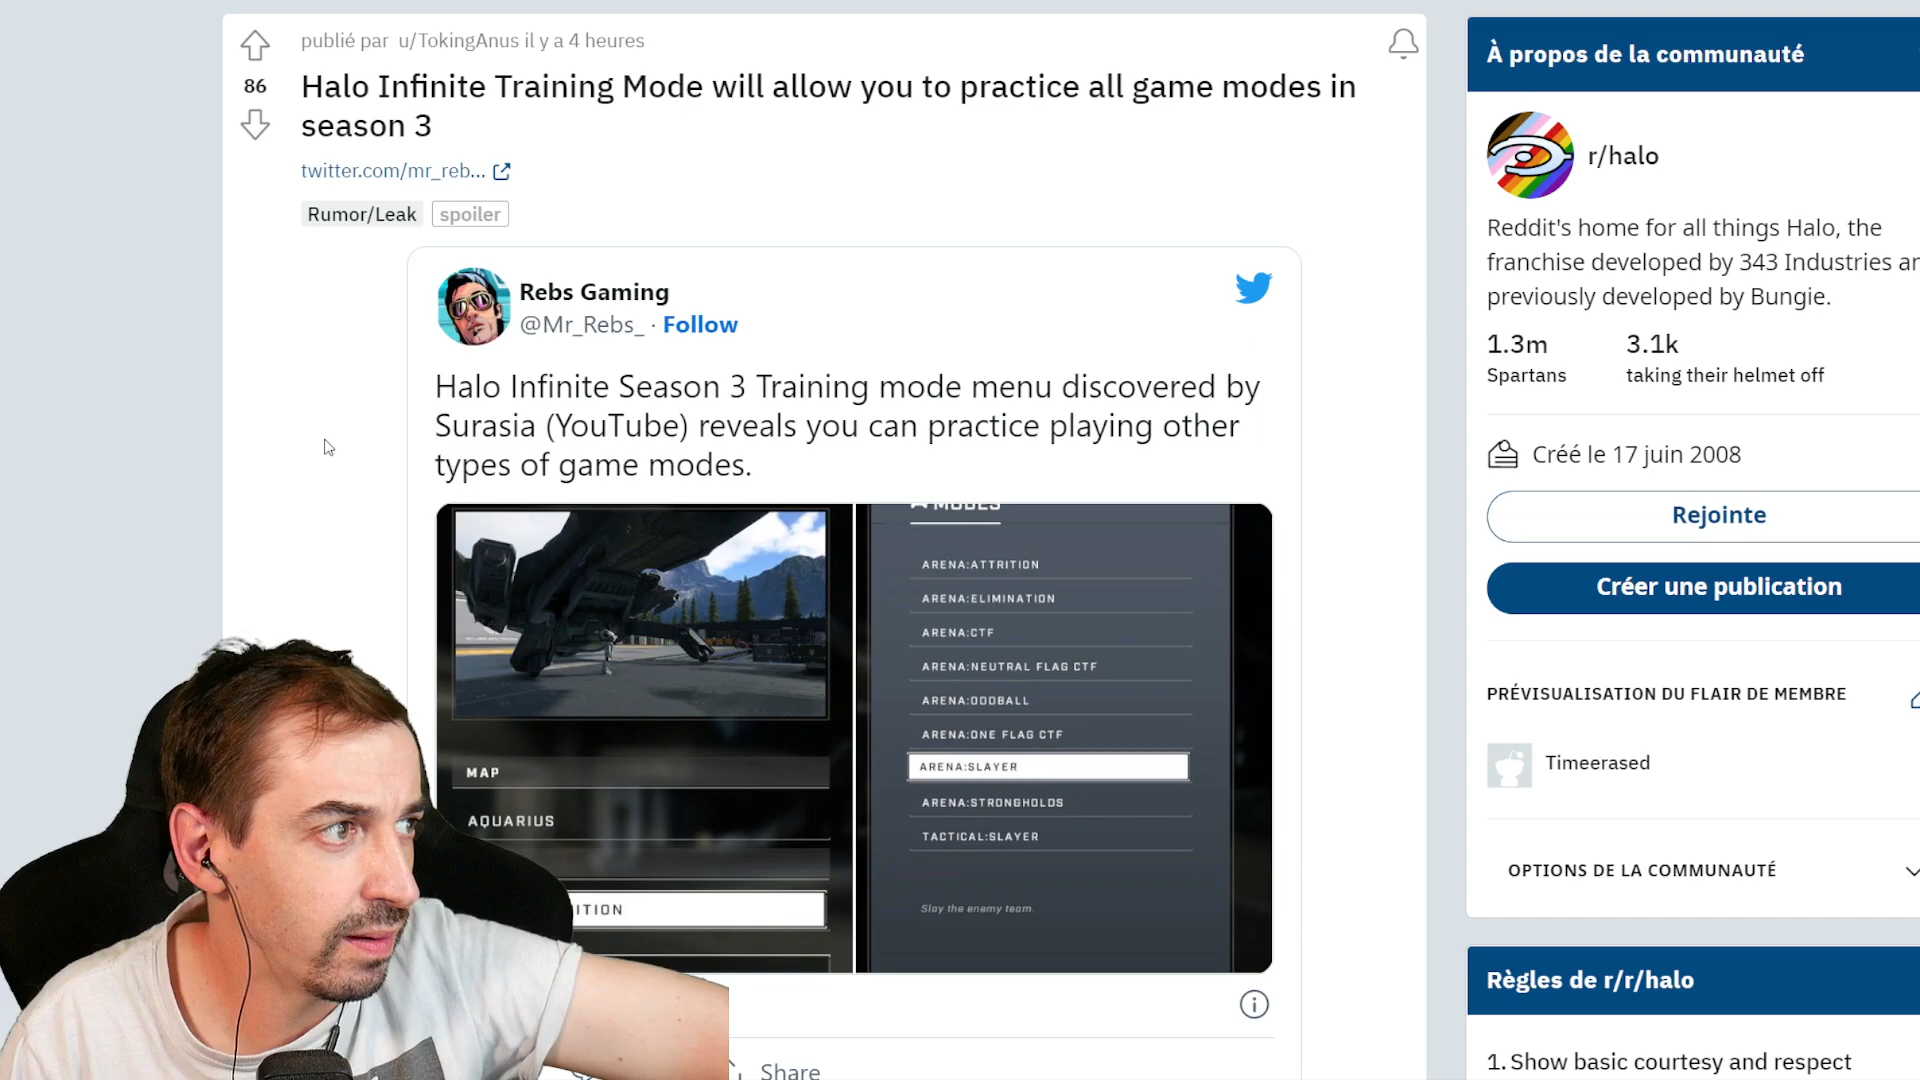 publié par u/TokingAnus il y a 4 heures
86
Halo Infinite Training Mode will allow you to practice all game modes in
season 3
twitter.com/mr_reb...
Rumor/Leak
spoiler
Rebs Gaming
@Mr_Rebs_ · Follow
Halo Infinite Season 3 Training mode menu discovered by
Surasia (YouTube) reveals you can practice playing other
types of game modes.
MODES
ARENA:ATTRITION
ARENA:ELIMINATION
ARENA:CTF
ARENA:NEUTRAL FLAG CTF
ARENA:ODDBALL
ARENA:ONE FLAG CTF
ARENA:SLAYER
ARENA:STRONGHOLDS
TACTICAL:SLAYER
Slay the enemy team.
MAP
AQUARIUS
ITION
Share
À propos de la communauté
r/halo
Reddit's home for all things Halo, the
franchise developed by 343 Industries an
previously developed by Bungie.
1.3m
Spartans
3.1k
taking their helmet off
Créé le 17 juin 2008
Rejointe
Créer une publication
PRÉVISUALISATION DU FLAIR DE MEMBRE
Timeerased
OPTIONS DE LA COMMUNAUTÉ
Règles de r/r/halo
1. Show basic courtesy and respect